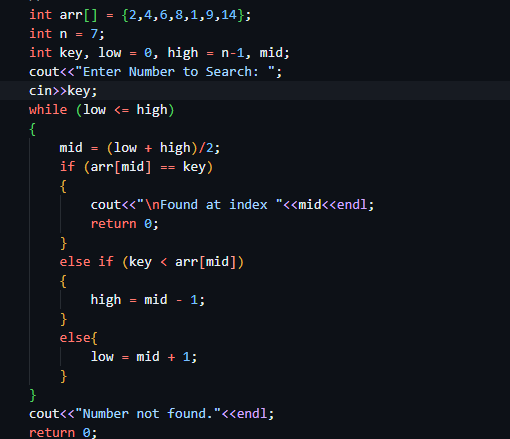 int arr[] = {2,4,6,8,1,9,14};
int n = 7;
int key, low = 0, high = n-1, mid;
cout<<"Enter Number to Search: ";
cin>>key;
while (low <= high)
{
mid = (low + high)/2;
if (arr[mid] == key)
{
cout<<"\nFound at index "<<mid<<endl;
return 0;
}
else if (key < arr[mid])
{
high = mid - 1;
}
else{
low = mid + 1;
}
}
cout<<"Number not found."<<endl;
return 0;